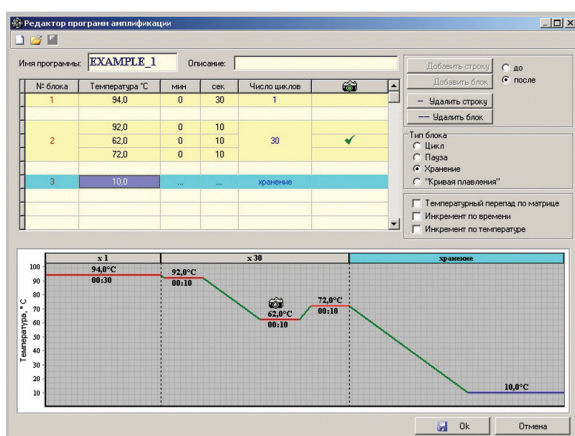 Редактор программ амплификации
Имя программы: EXAMPLE_1 Описание:
Добавить строку
Добавить блок
до
после
Удалить строку
Удалить блок
№ блока Температура °C мин сек Число циклов
1 94,0 0 30 1
92,0 0 10
2 62,0 0 10 30
72,0 0 10
3 10,0 ... ... хранение
Тип блока
Цикл
Пауза
Хранение
"Кривая плавления"
Температурный перепад по матрице
Инкремент по времени
Инкремент по температуре
x 1 x 30 хранение
Температура, °C
100
90
80
70
60
50
40
30
20
10
94,0°C
00:30
92,0°C
00:10
62,0°C
00:10
72,0°C
00:10
10,0°C
Ok Отмена